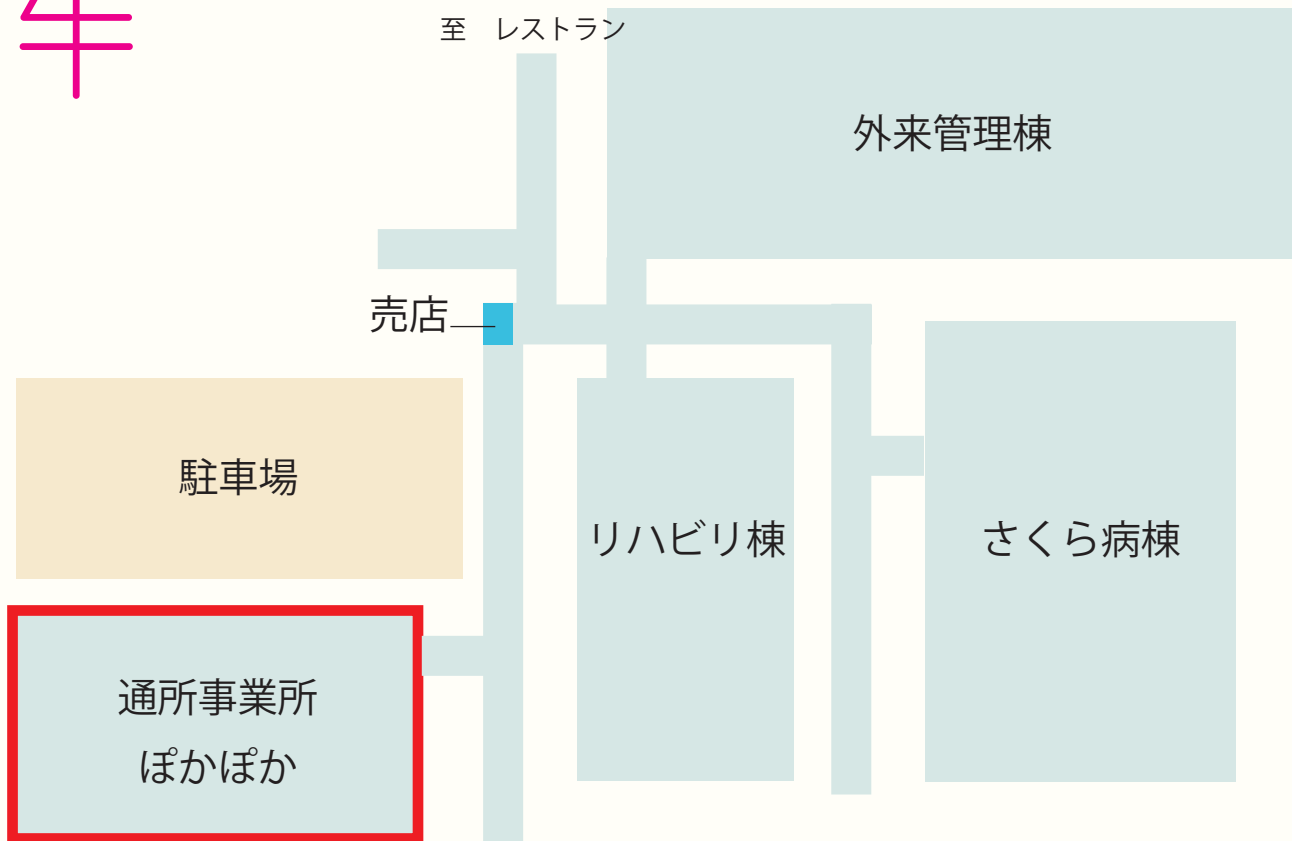 至　レストラン
外来管理棟
売店
駐車場
リハビリ棟
さくら病棟
通所事業所
ぽかぽか